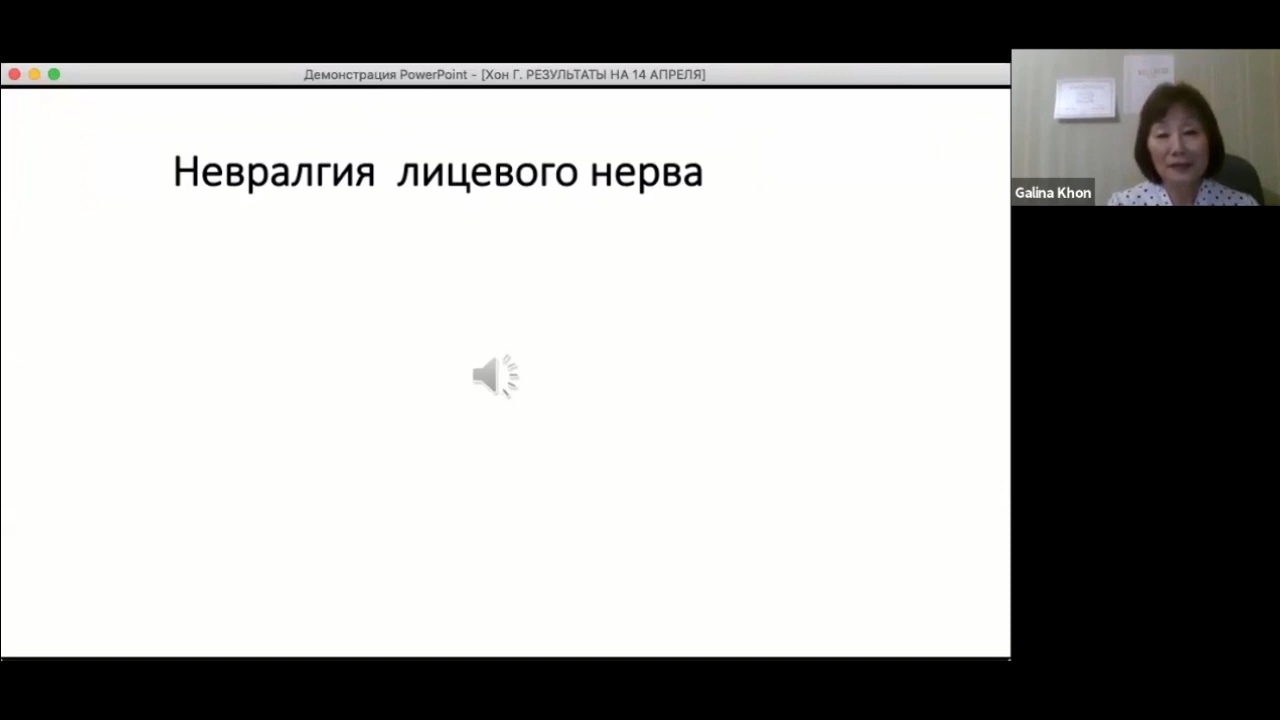 Демонстрация PowerPoint - [Хон Г. РЕЗУЛЬТАТЫ НА 14 АПРЕЛЯ]
Невралгия лицевого нерва
Galina Khon